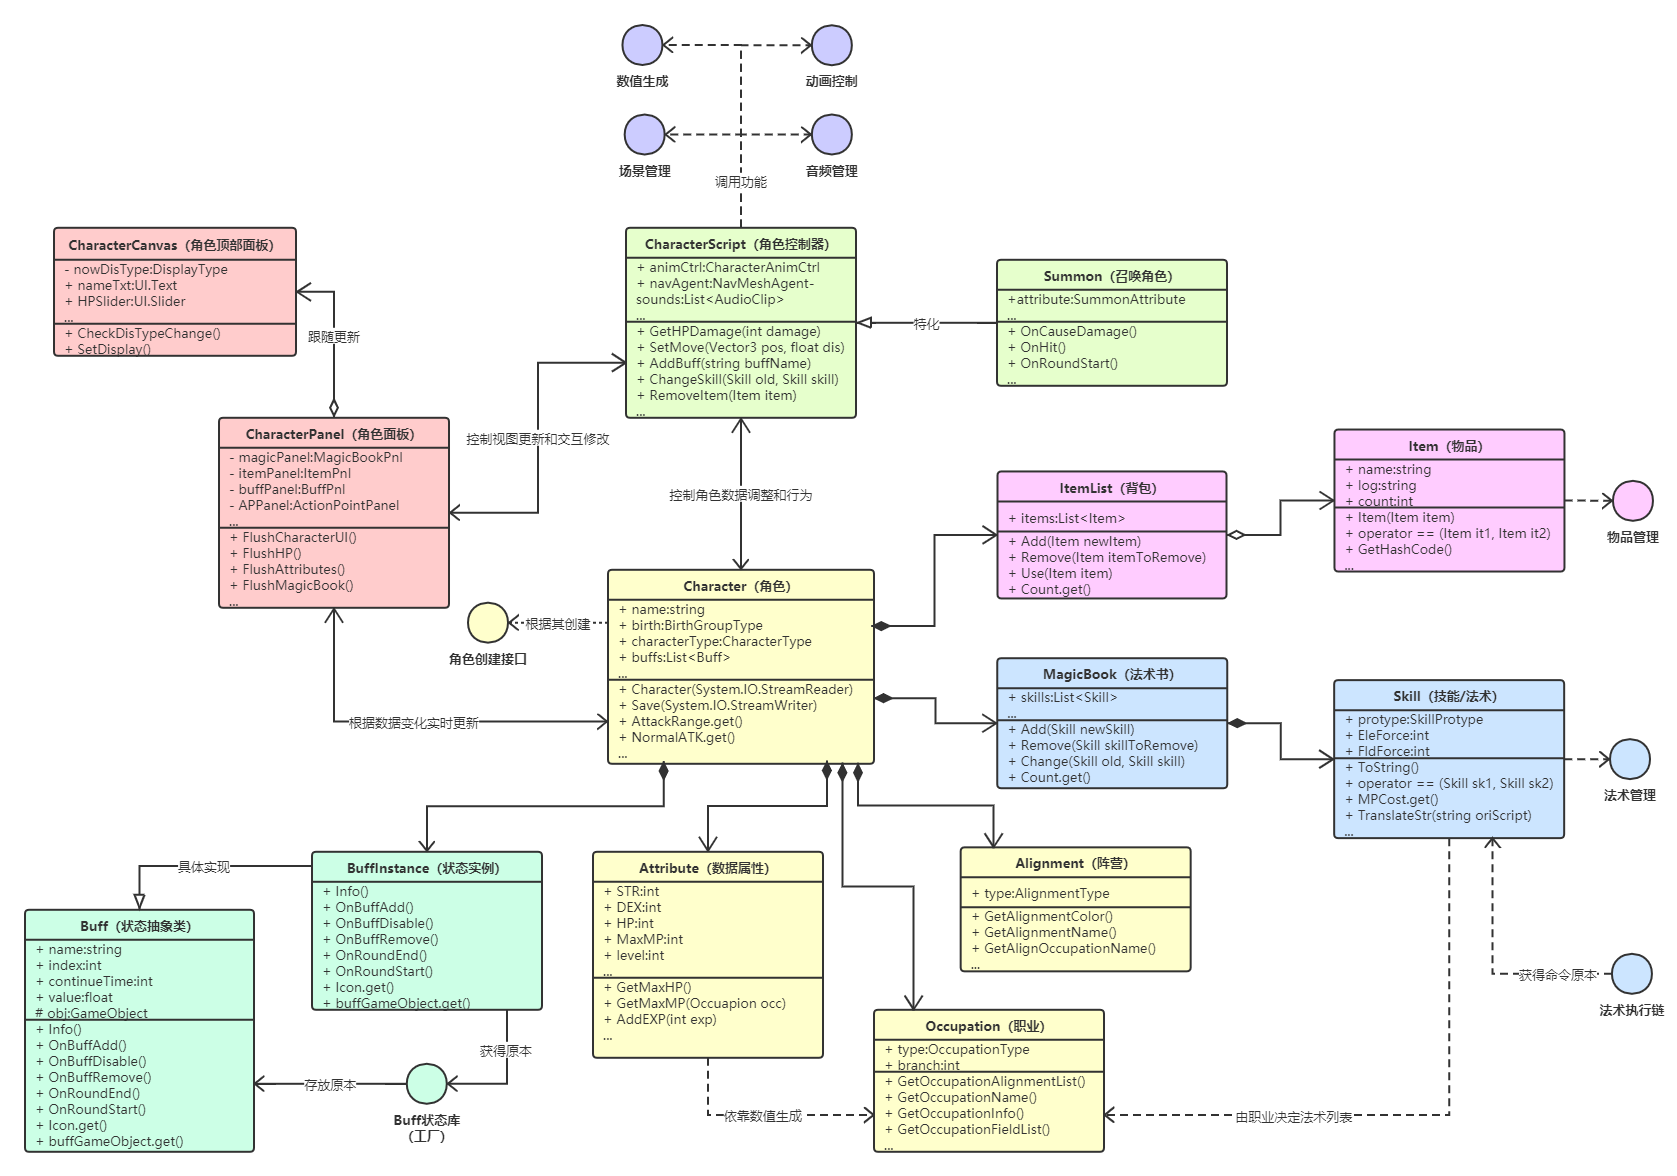 数值生成
动画控制
场景管理
音频管理
调用功能
CharacterCanvas（角色顶部面板）
- nowDisType:DisplayType
+ nameTxt:UI.Text
+ HPSlider:UI.Slider
...
+ CheckDisTypeChange()
+ SetDisplay()
跟随更新
CharacterScript（角色控制器）
+ animCtrl:CharacterAnimCtrl
+ navAgent:NavMeshAgent-
sounds:List<AudioClip>
...
+ GetHPDamage(int damage)
+ SetMove(Vector3 pos, float dis)
+ AddBuff(string buffName)
+ ChangeSkill(Skill old, Skill skill)
+ RemoveItem(Item item)
...
特化
Summon（召唤角色）
+attribute:SummonAttribute
...
+ OnCauseDamage()
+ OnHit()
+ OnRoundStart()
...
CharacterPanel（角色面板）
- magicPanel:MagicBookPnl
- itemPanel:ItemPnl
- buffPanel:BuffPnl
- APPanel:ActionPointPanel
...
+ FlushCharacterUI()
+ FlushHP()
+ FlushAttributes()
+ FlushMagicBook()
...
控制视图更新和交互修改
控制角色数据调整和行为
ItemList（背包）
+ items:List<Item>
+ Add(Item newItem)
+ Remove(Item itemToRemove)
+ Use(Item item)
+ Count.get()
Item（物品）
+ name:string
+ log:string
+ count:int
+ Item(Item item)
+ operator == (Item it1, Item it2)
+ GetHashCode()
...
物品管理
Character（角色）
+ name:string
+ birth:BirthGroupType
+ characterType:CharacterType
+ buffs:List<Buff>
...
+ Character(System.IO.StreamReader)
+ Save(System.IO.StreamWriter)
+ AttackRange.get()
+ NormalATK.get()
...
根据其创建
角色创建接口
根据数据变化实时更新
MagicBook（法术书）
+ skills:List<Skill>
...
+ Add(Skill newSkill)
+ Remove(Skill skillToRemove)
+ Change(Skill old, Skill skill)
+ Count.get()
Skill（技能/法术）
+ protype:SkillProtype
+ EleForce:int
+ FldForce:int
+ ToString()
+ operator == (Skill sk1, Skill sk2)
+ MPCost.get()
+ TranslateStr(string oriScript)
...
法术管理
具体实现
BuffInstance（状态实例）
+ Info()
+ OnBuffAdd()
+ OnBuffDisable()
+ OnBuffRemove()
+ OnRoundEnd()
+ OnRoundStart()
+ Icon.get()
+ buffGameObject.get()
Attribute（数据属性）
+ STR:int
+ DEX:int
+ HP:int
+ MaxMP:int
+ level:int
...
+ GetMaxHP()
+ GetMaxMP(Occuapion occ)
+ AddEXP(int exp)
...
Alignment（阵营）
+ type:AlignmentType
+ GetAlignmentColor()
+ GetAlignmentName()
+ GetAlignOccupationName()
...
Buff（状态抽象类）
+ name:string
+ index:int
+ continueTime:int
+ value:float
# obj:GameObject
+ Info()
+ OnBuffAdd()
+ OnBuffDisable()
+ OnBuffRemove()
+ OnRoundEnd()
+ OnRoundStart()
+ Icon.get()
+ buffGameObject.get()
获得原本
存放原本
Buff状态库
（工厂）
依靠数值生成
Occupation（职业）
+ type:OccupationType
+ branch:int
+ GetOccupationAlignmentList()
+ GetOccupationName()
+ GetOccupationInfo()
+ GetOccupationFieldList()
...
由职业决定法术列表
获得命令原本
法术执行链